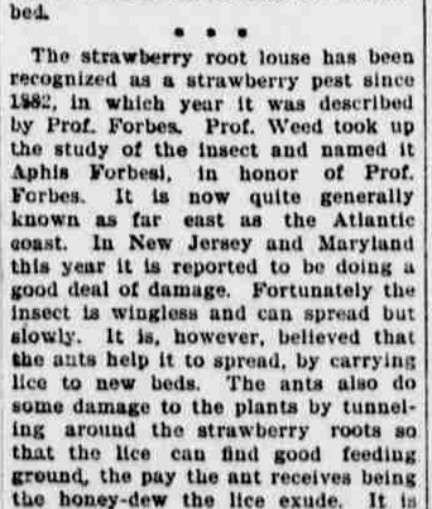 bed.
• • •
The strawberry root louse has been
recognized as a strawberry pest since
1882, in which year it was described
by Prof. Forbes. Prof. Weed took up
the study of the insect and named it
Aphis Forbesi, in honor of Prof.
Forbes. It is now quite generally
known as far east as the Atlantic
coast. In New Jersey and Maryland
this year it is reported to be doing a
good deal of damage. Fortunately the
insect is wingless and can spread but
slowly. It is, however, believed that
the ants help it to spread, by carrying
lice to new beds. The ants also do
some damage to the plants by tunnel-
ing around the strawberry roots so
that the lice can find good feeding
ground, the pay the ant receives being
the honey-dew the lice exude. It is